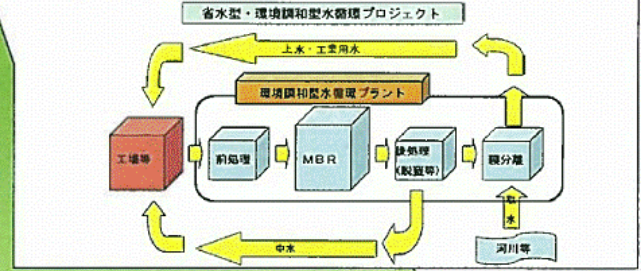 省水型・環境調和型水循環プロジェクト
上水・工業用水
環境調和型水循環プラント
工場等
前処理
MBR
後処理
(脱窒等)
膜分離
取水
中水
河川等